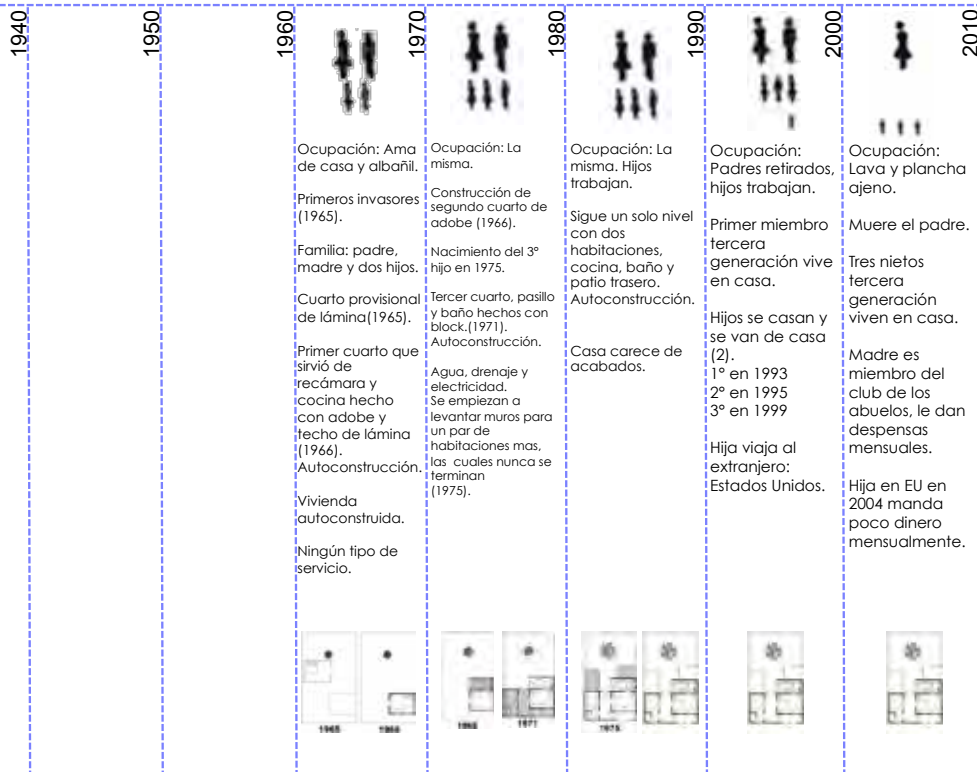 1940
1950
1960
1970
1980
1990
2000
2010
Ocupación: Ama
de casa y albañil.
Primeros invasores
(1965).
Familia: padre,
madre y dos hijos.
Cuarto provisional
de lámina(1965).
Primer cuarto que
sirvió de
recámara y
cocina hecho
con adobe y
techo de lámina
(1966).
Autoconstrucción.
Vivienda
autoconstruida.
Ningún tipo de
servicio.
1965
1966
Ocupación: La
misma.
Construcción de
segundo cuarto de
adobe (1966).
Nacimiento del 3º
hijo en 1975.
Tercer cuarto, pasillo
y baño hechos con
block.(1971).
Autoconstrucción.
Agua, drenaje y
electricidad.
Se empiezan a
levantar muros para
un par de
habitaciones mas,
las cuales nunca se
terminan
(1975).
1971
Ocupación: La
misma. Hijos
trabajan.
Sigue un solo nivel
con dos
habitaciones,
cocina, baño y
patio trasero.
Autoconstrucción.
Casa carece de
acabados.
1975
Ocupación:
Padres retirados,
hijos trabajan.
Primer miembro
tercera
generación vive
en casa.
Hijos se casan y
se van de casa
(2).
1º en 1993
2º en 1995
3º en 1999
Hija viaja al
extranjero:
Estados Unidos.
Ocupación:
Lava y plancha
ajeno.
Muere el padre.
Tres nietos
tercera
generación
viven en casa.
Madre es
miembro del
club de los
abuelos, le dan
despensas
mensuales.
Hija en EU en
2004 manda
poco dinero
mensualmente.